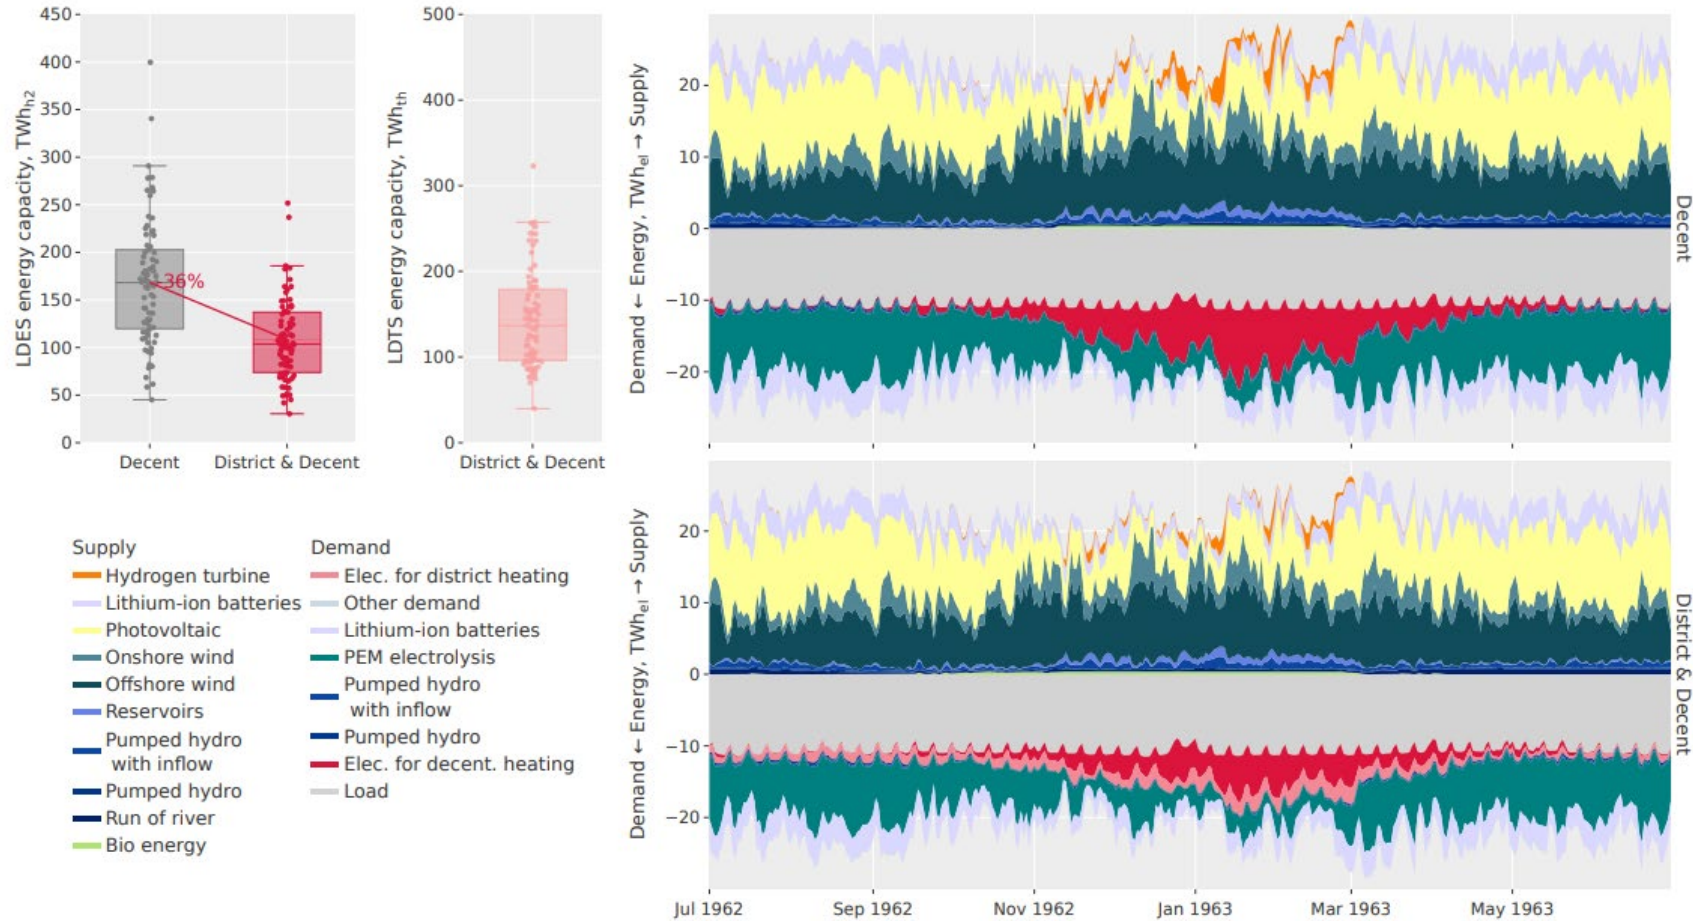 LDES energy capacity, TWhh2
450
400
350
300
250
200
150
100
50
0
36%
Decent
District & Decent
LDTS energy capacity, TWhth
500
400
300
200
100
0
District & Decent
Demand ← Energy, TWhel → Supply
20
10
0
−10
−20
Decent
Demand ← Energy, TWhel → Supply
20
10
0
−10
−20
District & Decent
Jul 1962
Sep 1962
Nov 1962
Jan 1963
Mar 1963
May 1963
Supply
Hydrogen turbine
Lithium-ion batteries
Photovoltaic
Onshore wind
Offshore wind
Reservoirs
Pumped hydro
with inflow
Pumped hydro
Run of river
Bio energy
Demand
Elec. for district heating
Other demand
Lithium-ion batteries
PEM electrolysis
Pumped hydro
with inflow
Pumped hydro
Elec. for decent. heating
Load